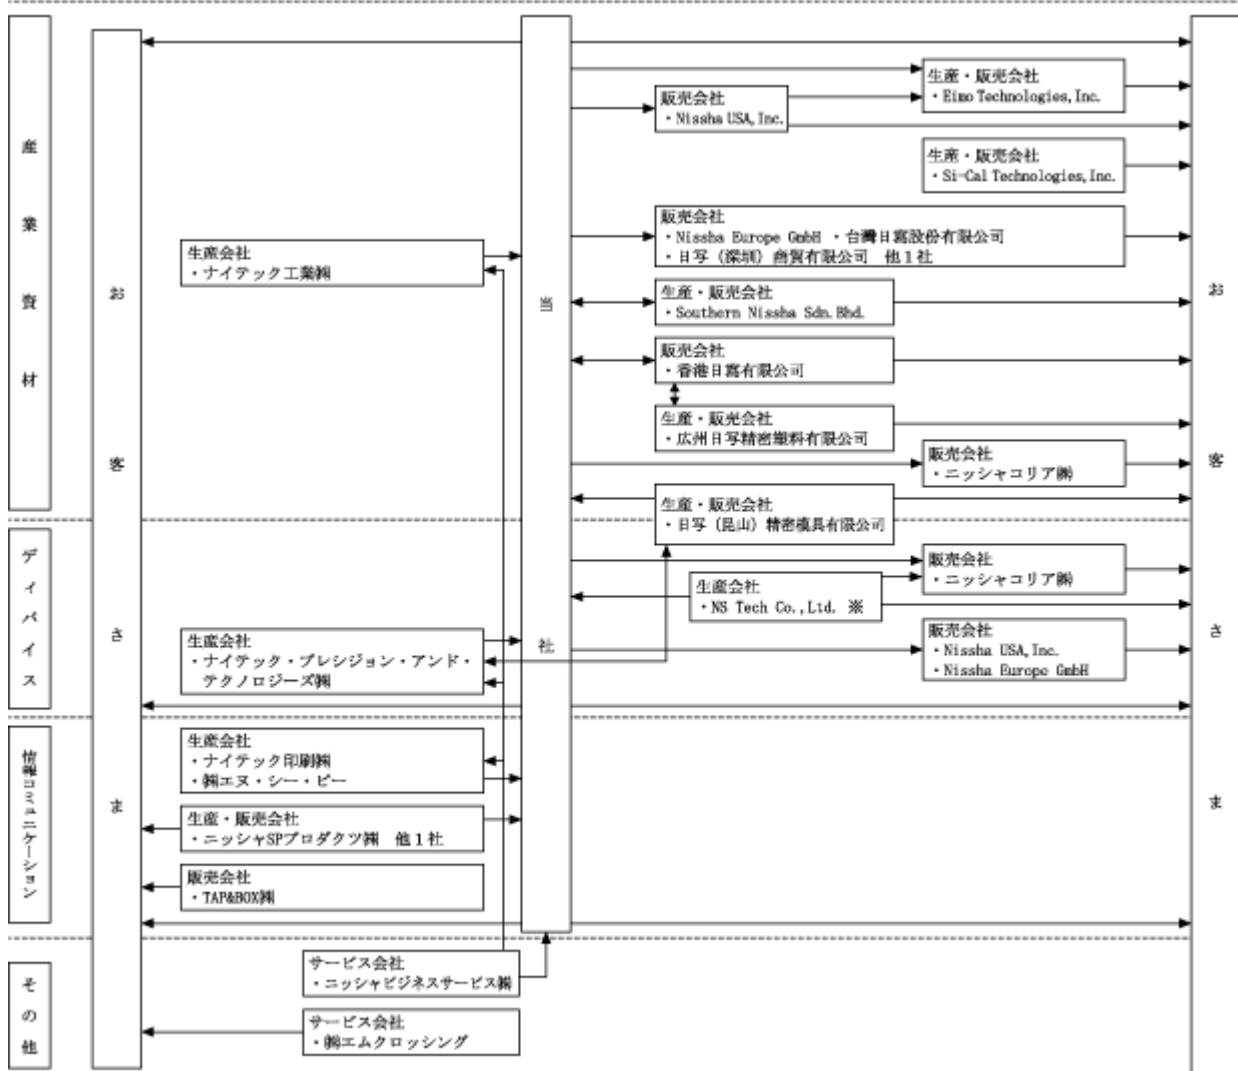 産業資材
お客さま
当社
お客さま
生産・販売会社
・Eimo Technologies,Inc.
販売会社
・Nissha USA,Inc.
生産・販売会社
・Si-Cal Technologies,Inc.
販売会社
・Nissha Europe GmbH ・台灣日寫股份有限公司
・日写（深圳）商貿有限公司　他１社
生産会社
・ナイテック工業㈱
生産・販売会社
・Southern Nissha Sdn.Bhd.
販売会社
・香港日寫有限公司
生産・販売会社
・広州日写精密塑料有限公司
販売会社
・ニッシャコリア㈱
生産・販売会社
・日写（昆山）精密模具有限公司
ディバイス
販売会社
・ニッシャコリア㈱
生産会社
・NS Tech Co.,Ltd. ※
生産会社
・ナイテック・プレシジョン・アンド・
テクノロジーズ㈱
販売会社
・Nissha USA,Inc.
・Nissha Europe GmbH
情報コミュニケーション
生産会社
・ナイテック印刷㈱
・㈱エヌ・シー・ピー
生産・販売会社
・ニッシャSPプロダクツ㈱　他１社
販売会社
・TAP&BOX㈱
その他
サービス会社
・ニッシャビジネスサービス㈱
サービス会社
・㈱エムクロッシング